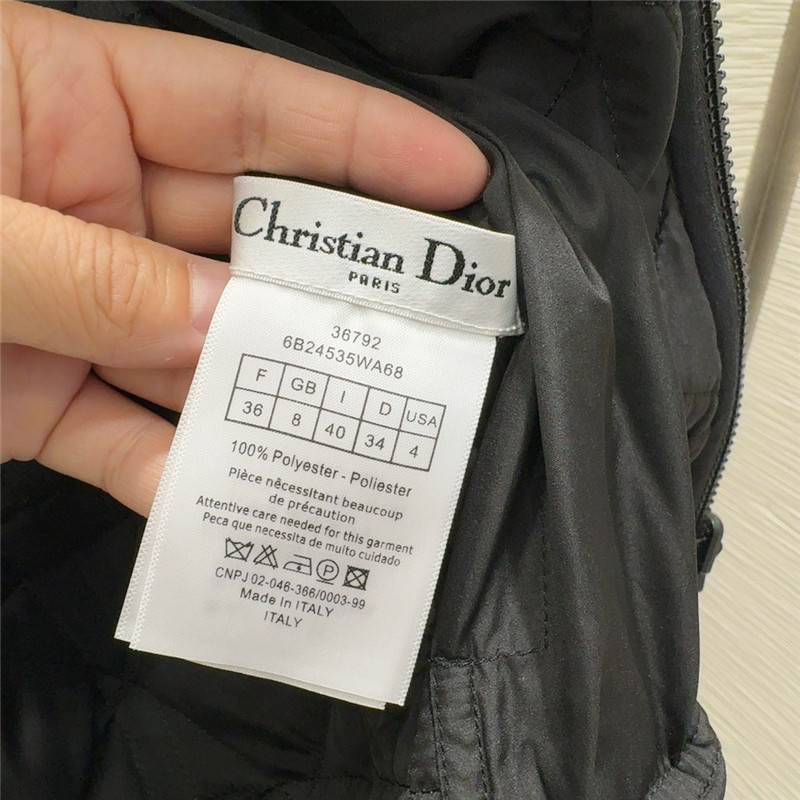 Christian Dior
PARIS
36792
6B24535WA68
F GB I D USA
36 8 40 34 4
100% Polyester - Poliester
Pièce nêcessitant beaucoup
de précaution
Attentive care needed for this garment
Peca que necessita de muito cuidado
P
CNPJ 02-046-366/0003-99
Made in ITALY
ITALY